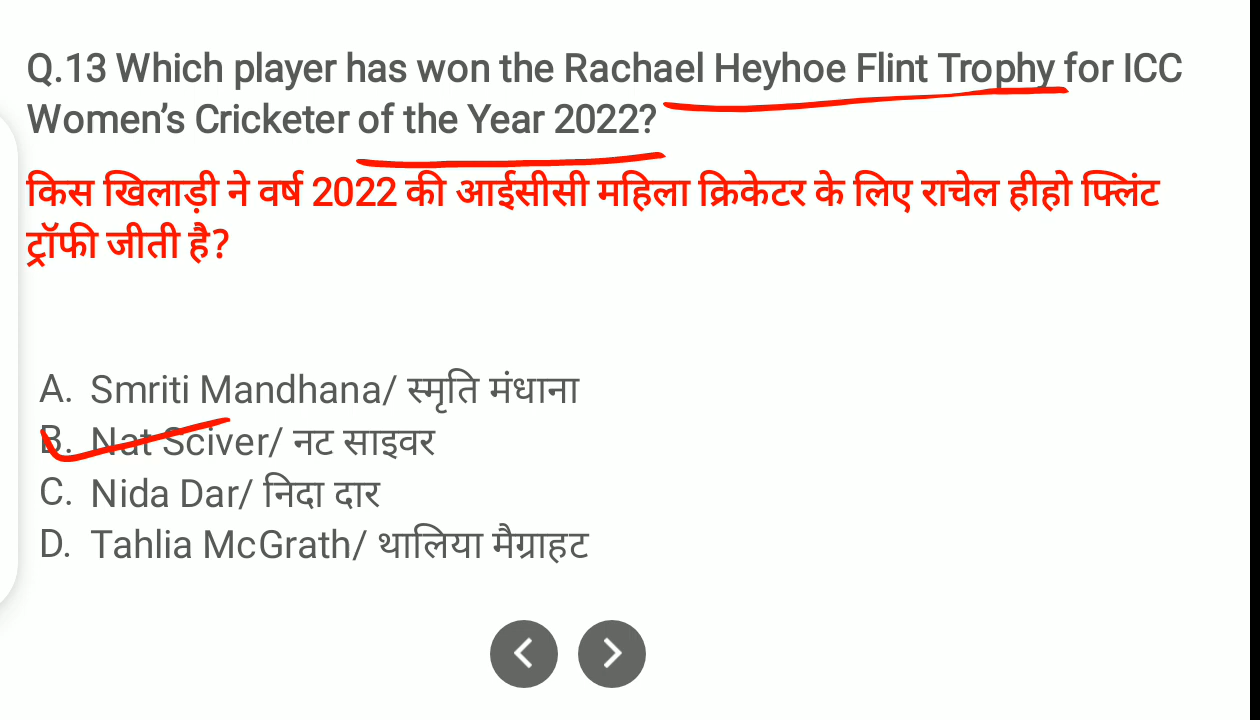 Q.13 Which player has won the Rachael Heyhoe Flint Trophy for ICC
Women’s Cricketer of the Year 2022?
किस खिलाड़ी ने वर्ष 2022 की आईसीसी महिला क्रिकेटर के लिए राचेल हीहो फ्लिंट
ट्रॉफी जीती है?
A. Smriti Mandhana/ स्मृति मंधाना
B. Nat Sciver/ नट साइवर
C. Nida Dar/ निदा दार
D. Tahlia McGrath/ थालिया मैग्राहट